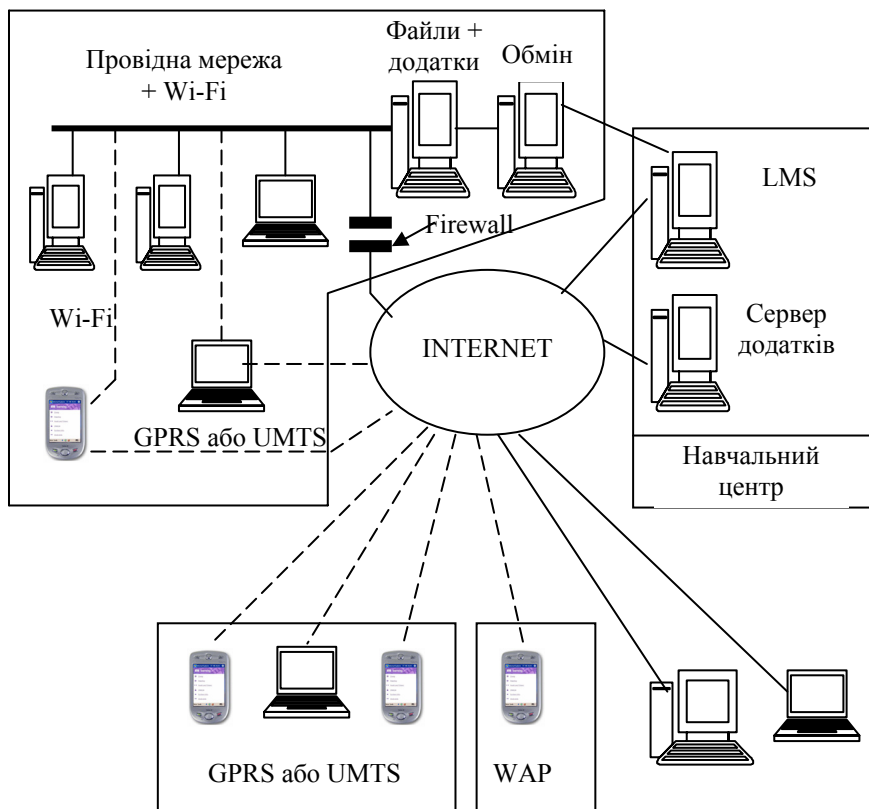 Файли +
додатки
Обмін
Провідна мережа
+ Wi-Fi
LMS
Firewall
Wi-Fi
INTERNET
Сервер
додатків
GPRS або UMTS
Навчальний
центр
GPRS або UMTS
WAP